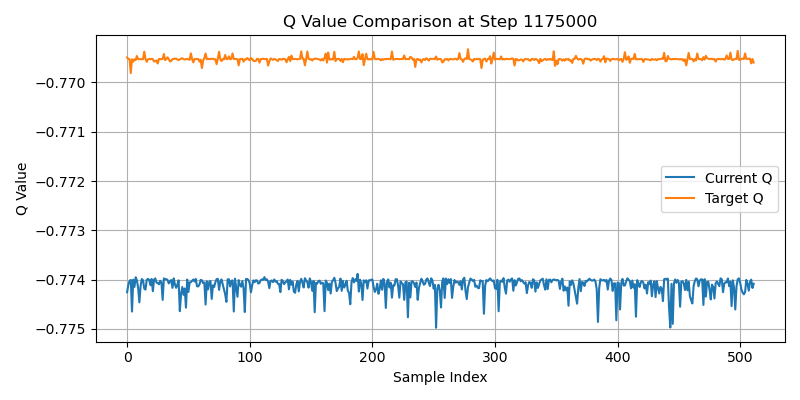 Q Value Comparison at Step 1175000
Q Value
−0.770
−0.771
−0.772
−0.773
−0.774
−0.775
Current Q
Target Q
0
100
200
300
400
500
Sample Index